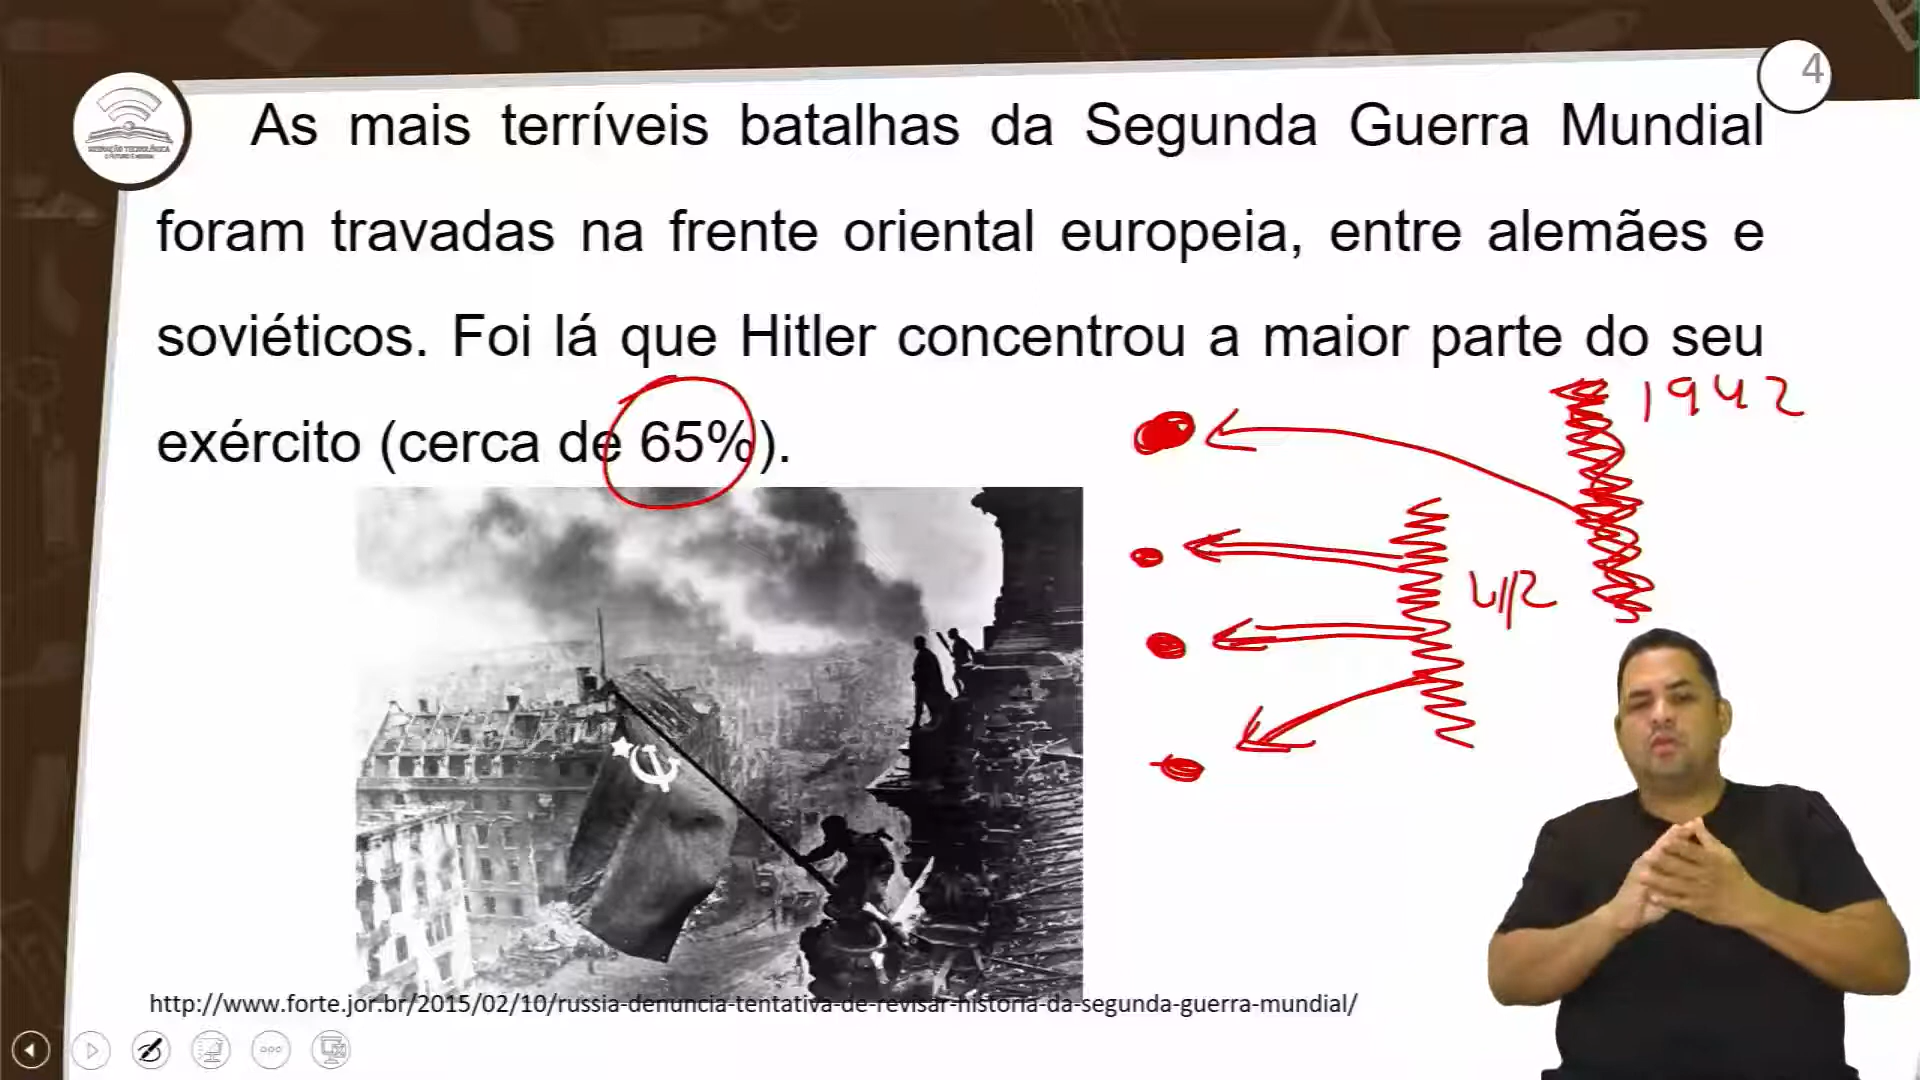 4
As mais terríveis batalhas da Segunda Guerra Mundial
foram travadas na frente oriental europeia, entre alemães e
soviéticos. Foi lá que Hitler concentrou a maior parte do seu
exército (cerca de 65%).
1942
http://www.forte.jor.br/2015/02/10/russia-denuncia-tentativa-de-revisar-historia-da-segunda-guerra-mundial/